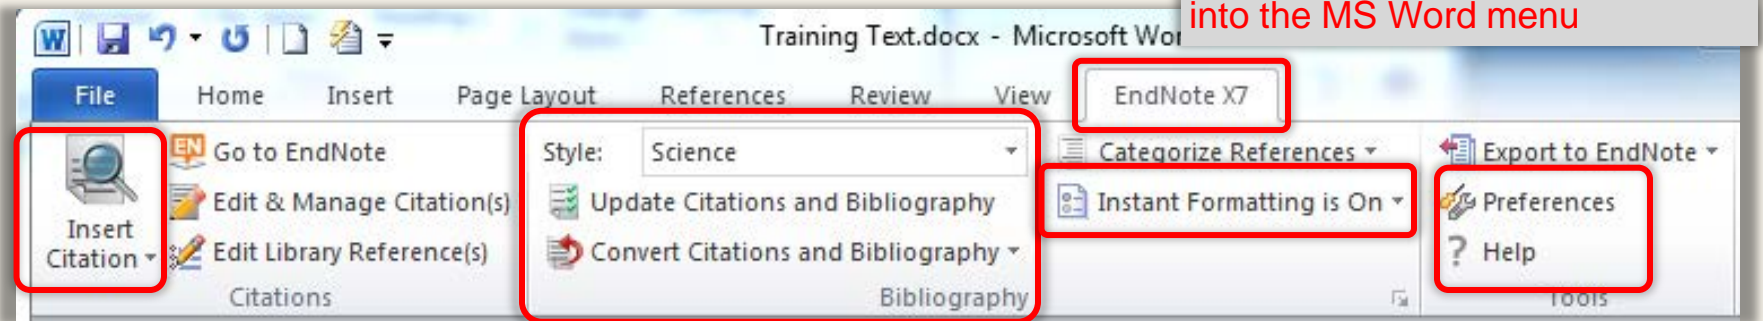 into the MS Word menu
Training Text.docx - Microsoft Wor
File Home Insert Page Layout References Review View EndNote X7
Insert
Citation
Go to EndNote
Edit & Manage Citation(s)
Edit Library Reference(s)
Citations
Style: Science
Update Citations and Bibliography
Convert Citations and Bibliography
Categorize References
Instant Formatting is On
Bibliography
Export to EndNote
Preferences
? Help
Tools